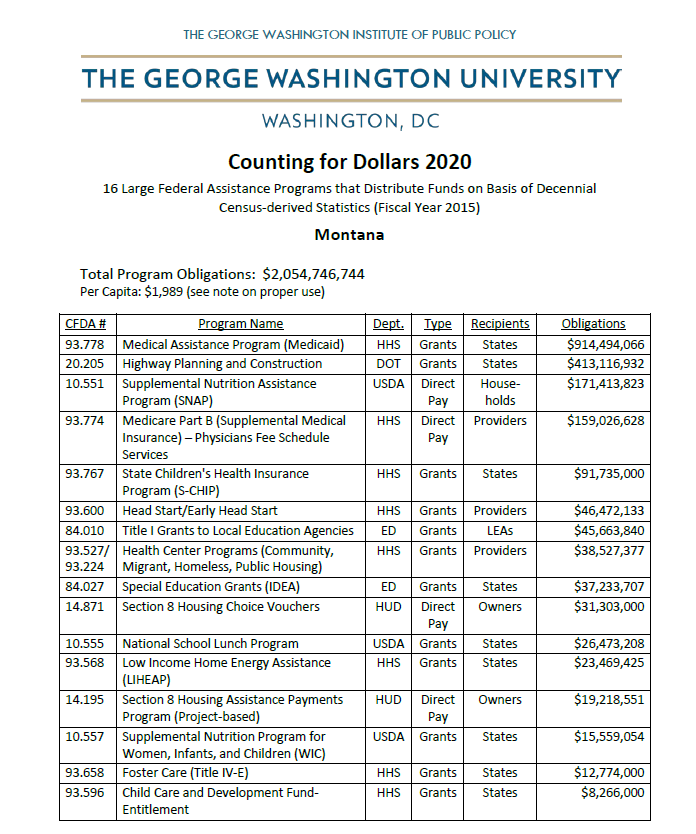 THE GEORGE WASHINGTON INSTITUTE OF PUBLIC POLICY
THE GEORGE WASHINGTON UNIVERSITY
WASHINGTON, DC
Counting for Dollars 2020
16 Large Federal Assistance Programs that Distribute Funds on Basis of Decennial
Census-derived Statistics (Fiscal Year 2015)
Montana
Total Program Obligations: $2,054,746,744
Per Capita: $1,989 (see note on proper use)
CFDA # Program Name Dept. Type Recipients Obligations
93.778 Medical Assistance Program (Medicaid) HHS Grants States $914,494,066
20.205 Highway Planning and Construction DOT Grants States $413,116,932
10.551 Supplemental Nutrition Assistance USDA Direct House- $171,413,823
Program (SNAP) Pay holds
93.774 Medicare Part B (Supplemental Medical HHS Direct Providers $159,026,628
Insurance) – Physicians Fee Schedule Pay
Services
93.767 State Children's Health Insurance HHS Grants States $91,735,000
Program (S-CHIP)
93.600 Head Start/Early Head Start HHS Grants Providers $46,472,133
84.010 Title I Grants to Local Education Agencies ED Grants LEAs $45,663,840
93.527/ Health Center Programs (Community, HHS Grants Providers $38,527,377
93.224 Migrant, Homeless, Public Housing)
84.027 Special Education Grants (IDEA) ED Grants States $37,233,707
14.871 Section 8 Housing Choice Vouchers HUD Direct Owners $31,303,000
Pay
10.555 National School Lunch Program USDA Grants States $26,473,208
93.568 Low Income Home Energy Assistance HHS Grants States $23,469,425
(LIHEAP)
14.195 Section 8 Housing Assistance Payments HUD Direct Owners $19,218,551
Program (Project-based) Pay
10.557 Supplemental Nutrition Program for USDA Grants States $15,559,054
Women, Infants, and Children (WIC)
93.658 Foster Care (Title IV-E) HHS Grants States $12,774,000
93.596 Child Care and Development Fund- HHS Grants States $8,266,000
Entitlement